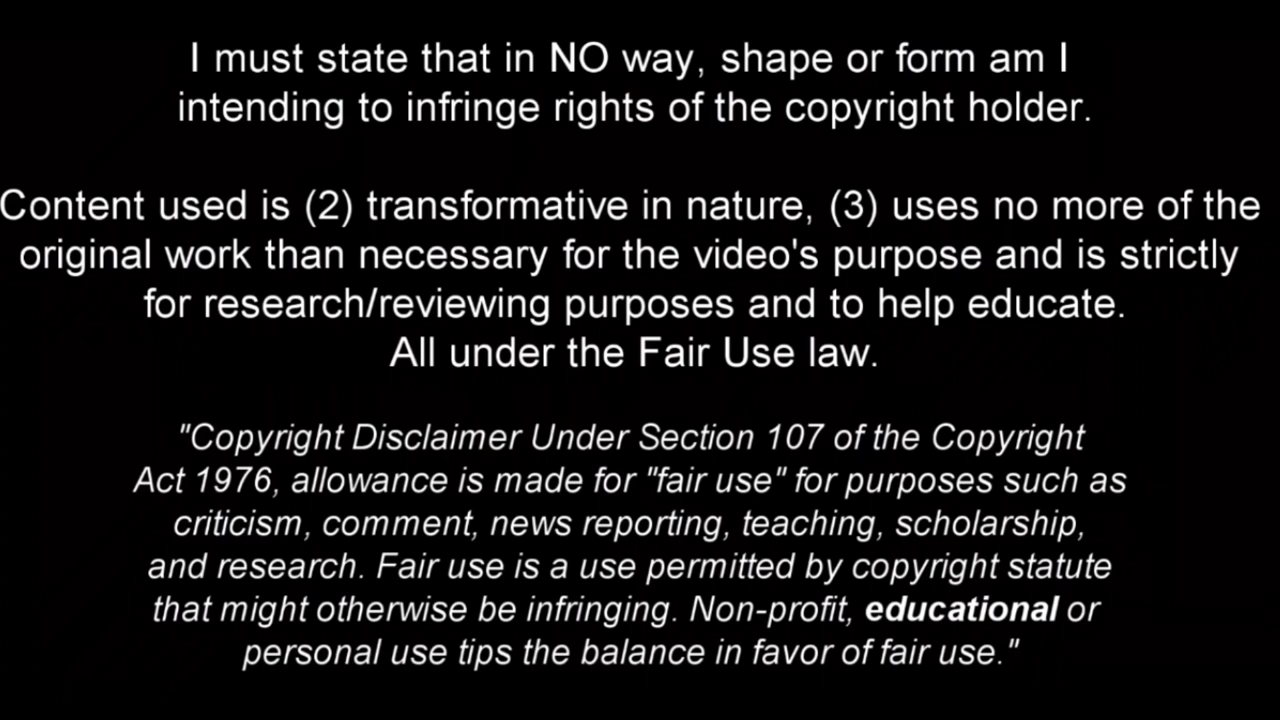 I must state that in NO way, shape or form am I
intending to infringe rights of the copyright holder.
Content used is (2) transformative in nature, (3) uses no more of the
original work than necessary for the video's purpose and is strictly
for research/reviewing purposes and to help educate.
All under the Fair Use law.
"Copyright Disclaimer Under Section 107 of the Copyright
Act 1976, allowance is made for "fair use" for purposes such as
criticism, comment, news reporting, teaching, scholarship,
and research. Fair use is a use permitted by copyright statute
that might otherwise be infringing. Non-profit, educational or
personal use tips the balance in favor of fair use."